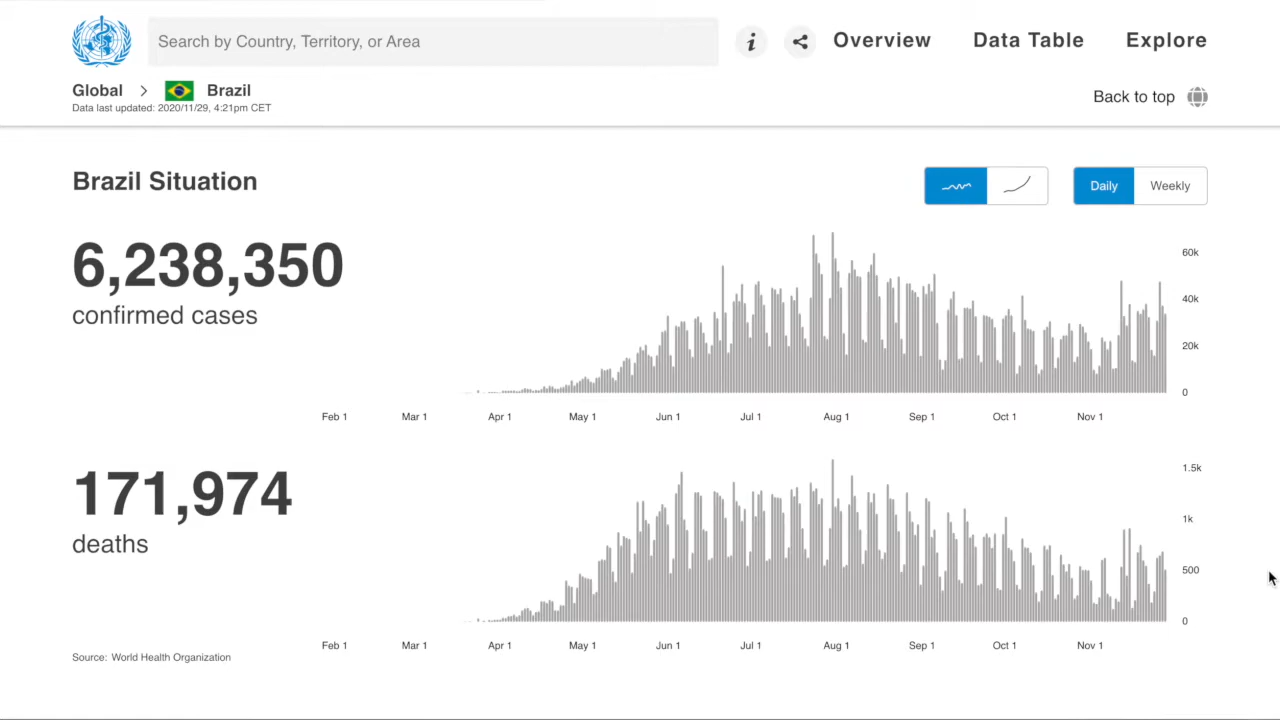 Search by Country, Territory, or Area
Overview
Data Table
Explore
Global > Brazil
Data last updated: 2020/11/29, 4:21pm CET
Back to top
Brazil Situation
Daily
Weekly
6,238,350
confirmed cases
60k
40k
20k
0
Feb 1
Mar 1
Apr 1
May 1
Jun 1
Jul 1
Aug 1
Sep 1
Oct 1
Nov 1
171,974
deaths
1.5k
1k
500
0
Feb 1
Mar 1
Apr 1
May 1
Jun 1
Jul 1
Aug 1
Sep 1
Oct 1
Nov 1
Source: World Health Organization